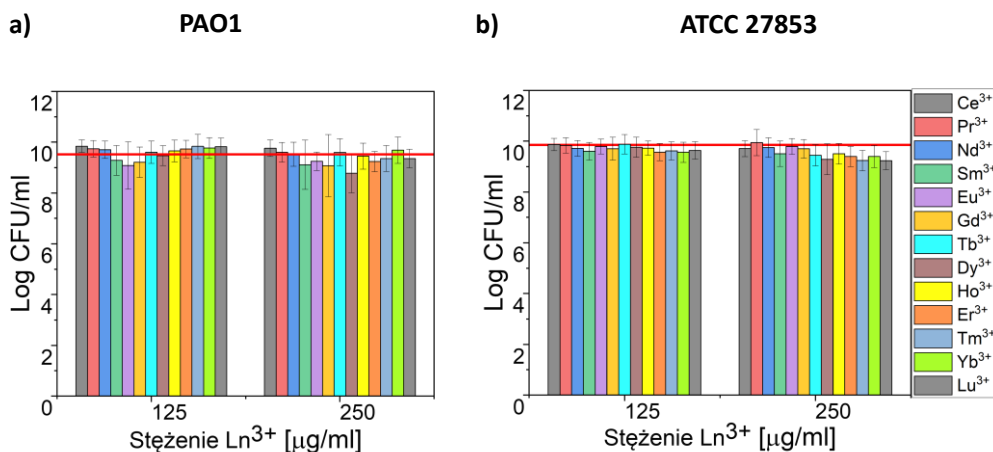 a) PAO1
b) ATCC 27853
12
10
8
6
4
2
0
Log CFU/ml
125 250
Stężenie Ln³⁺ [μg/ml]
12
10
8
6
4
2
0
Log CFU/ml
125 250
Stężenie Ln³⁺ [μg/ml]
Ce³⁺
Pr³⁺
Nd³⁺
Sm³⁺
Eu³⁺
Gd³⁺
Tb³⁺
Dy³⁺
Ho³⁺
Er³⁺
Tm³⁺
Yb³⁺
Lu³⁺